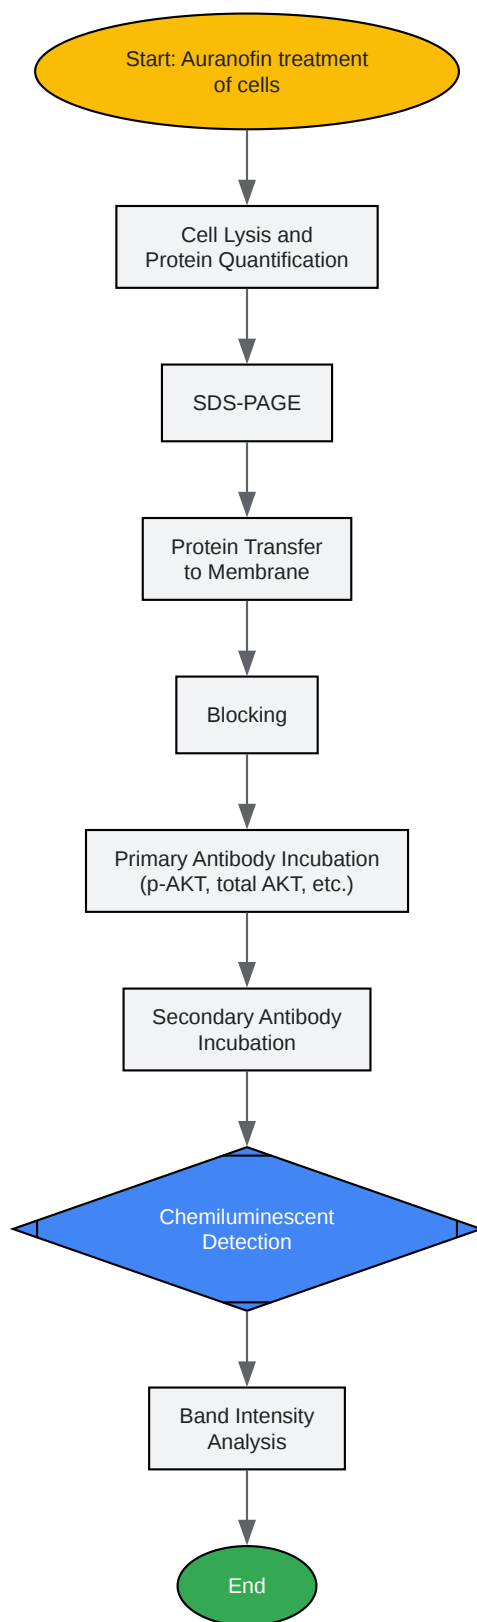 Start: Auranofin treatment
of cells
Cell Lysis and
Protein Quantification
SDS-PAGE
Protein Transfer
to Membrane
Blocking
Primary Antibody Incubation
(p-AKT, total AKT, etc.)
Secondary Antibody
Incubation
Chemiluminescent
Detection
Band Intensity
Analysis
End